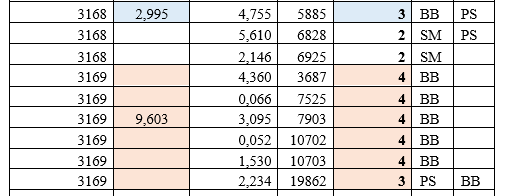 3168 2,995 4,755 5885 3 BB PS
3168 5,610 6828 2 SM PS
3168 2,146 6925 2 SM
3169 4,360 3687 4 BB
3169 0,066 7525 4 BB
3169 9,603 3,095 7903 4 BB
3169 0,052 10702 4 BB
3169 1,530 10703 4 BB
3169 2,234 19862 3 PS BB